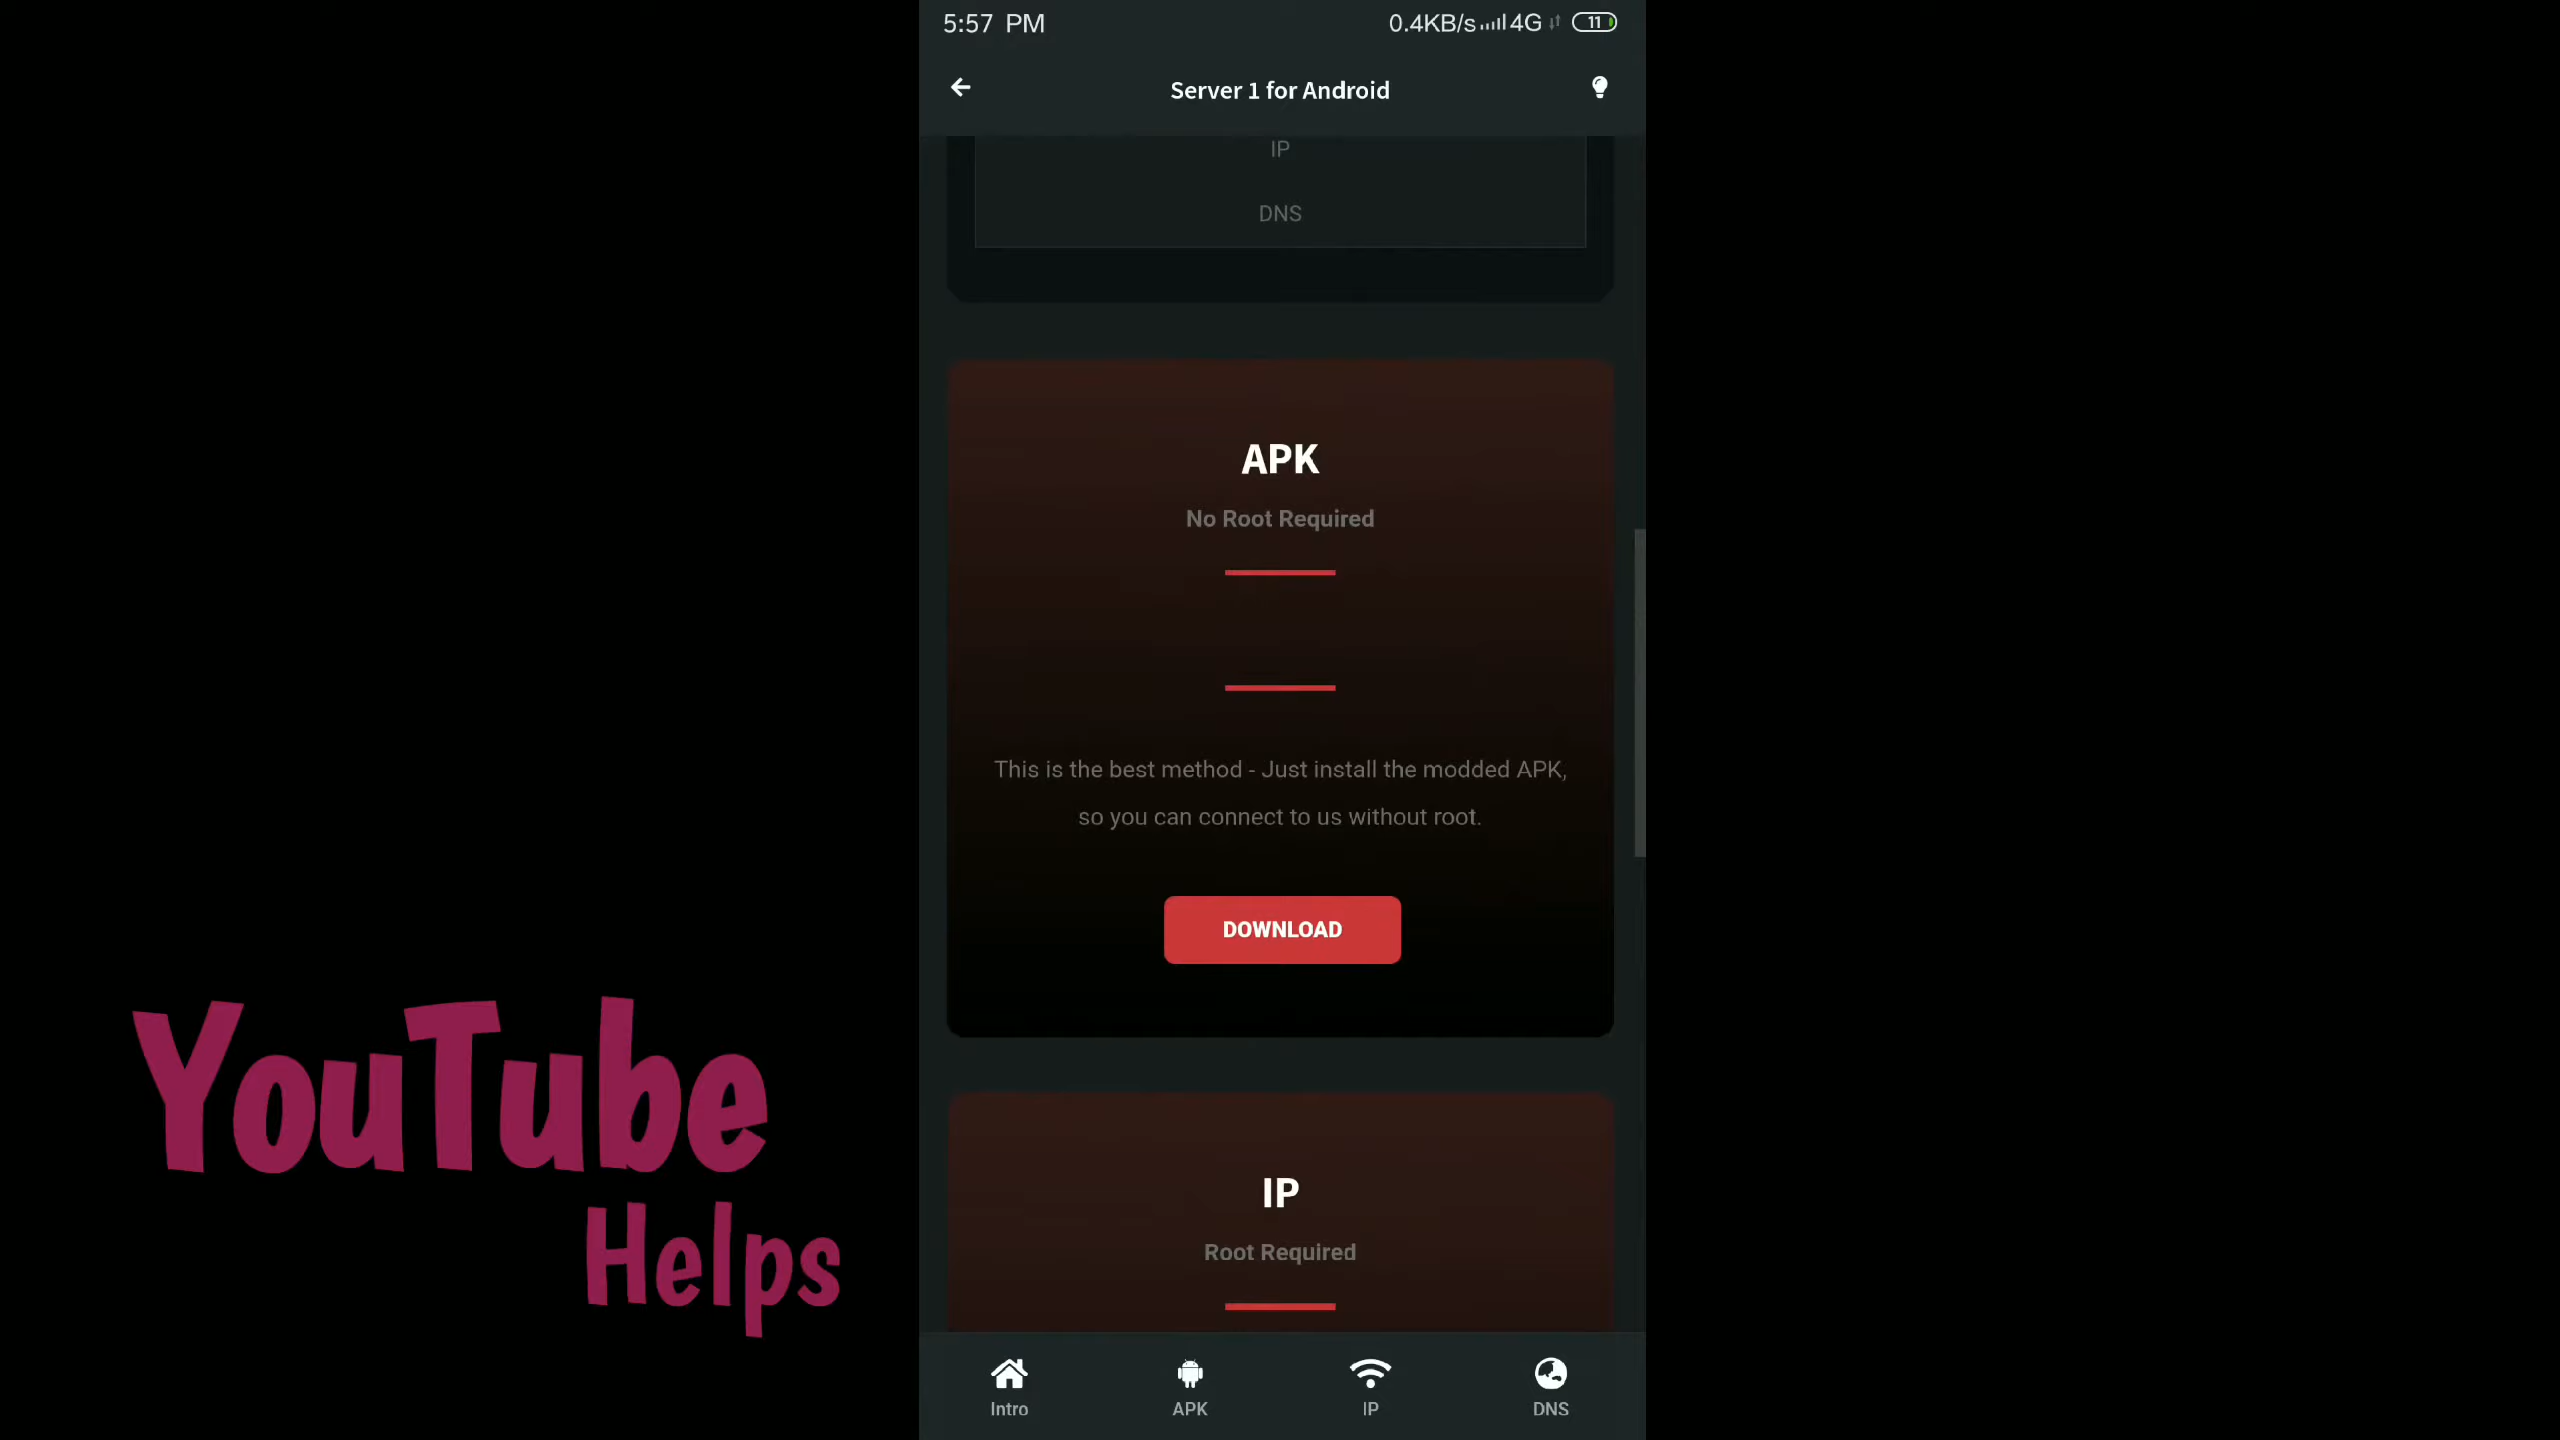 5:57 PM
0.4KB/s 4G 11
Server 1 for Android
IP
DNS
APK
No Root Required
This is the best method - Just install the modded APK,
so you can connect to us without root.
DOWNLOAD
IP
Root Required
Intro
APK
IP
DNS
YouTube
Helps